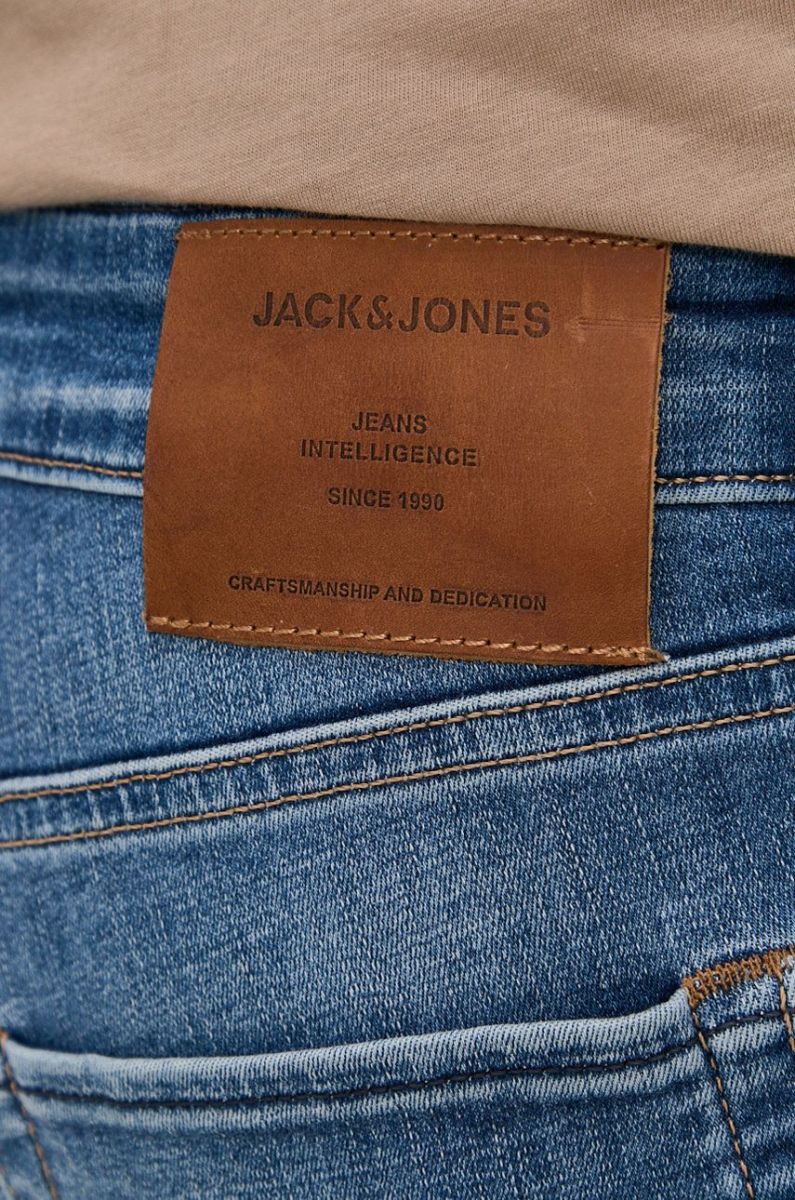 JACK&JONES
JEANS
INTELLIGENCE
SINCE 1990
CRAFTSMANSHIP AND DEDICATION